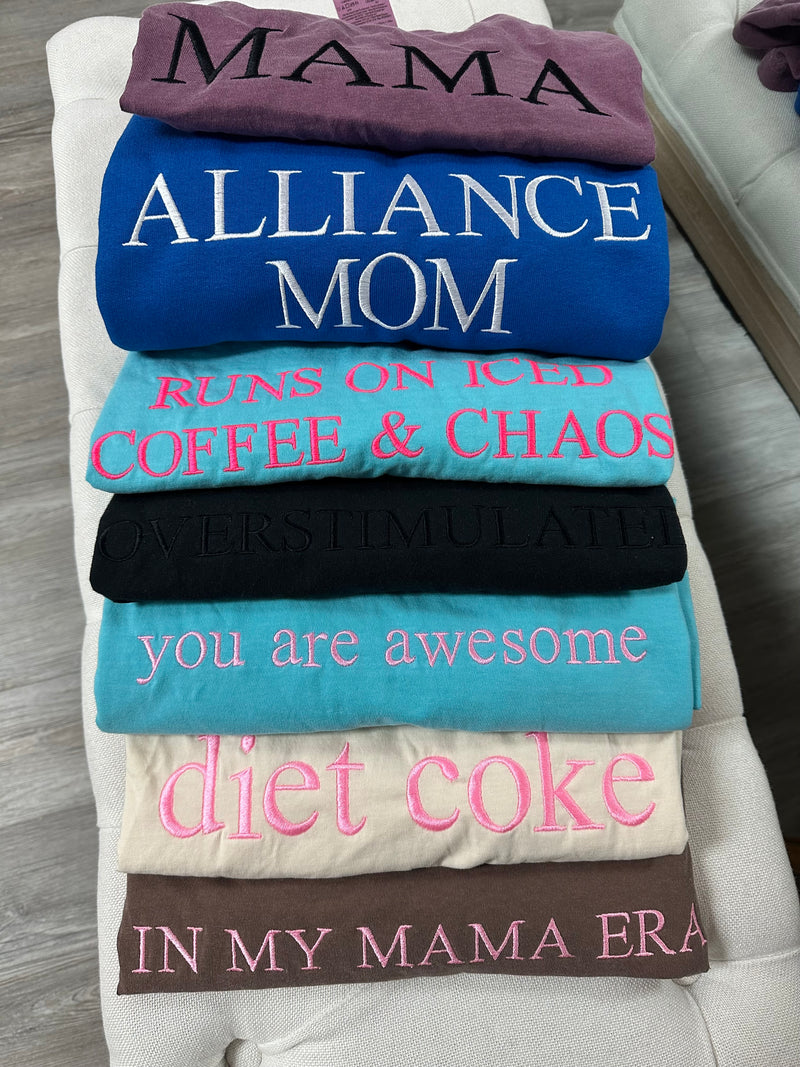 MAMA
ALLIANCE
MOM
RUNS ON ICED
COFFEE & CHAOS
OVERSTIMULATED
you are awesome
diet coke
IN MY MAMA ERA